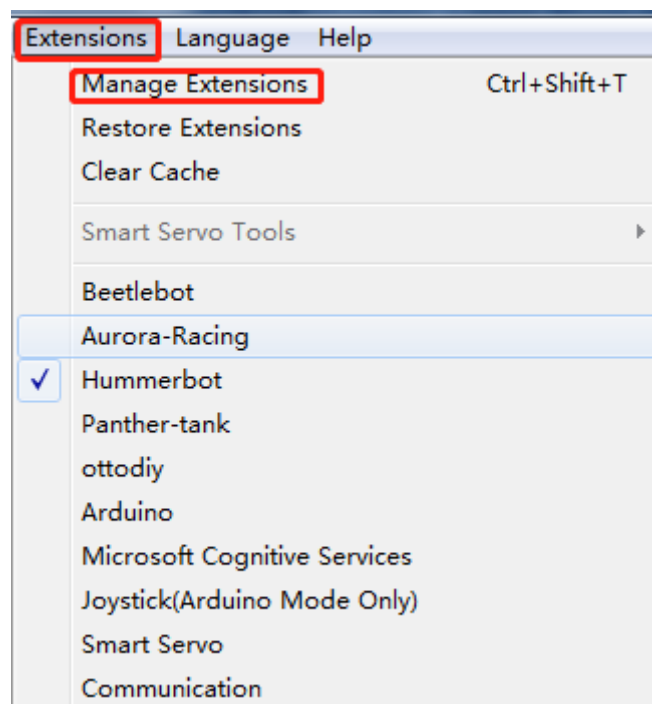 Extensions Language Help
Manage Extensions Ctrl+Shift+T
Restore Extensions
Clear Cache
Smart Servo Tools
Beetlebot
Aurora-Racing
Hummerbot
Panther-tank
ottodiy
Arduino
Microsoft Cognitive Services
Joystick(Arduino Mode Only)
Smart Servo
Communication